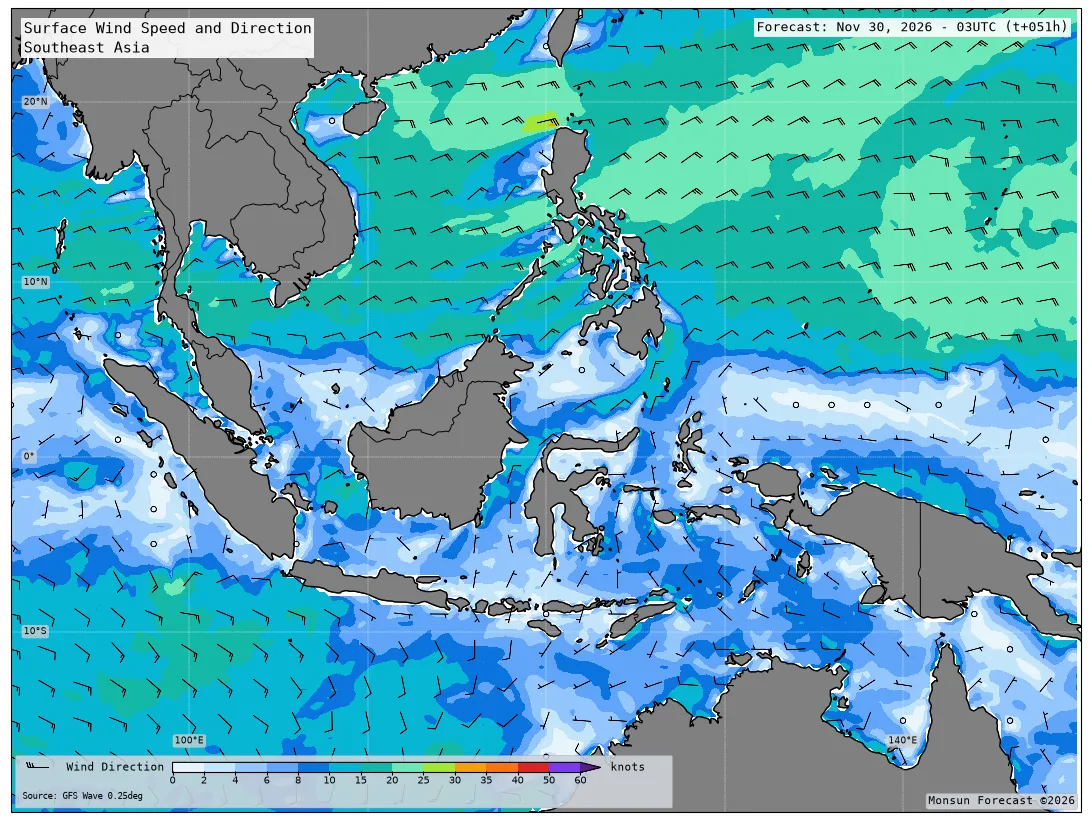 Surface Wind Speed and Direction
Southeast Asia
Forecast: Nov 30, 2026 - 03UTC (t+051h)
20°N
10°N
0°
10°S
100°E
140°E
Wind Direction
0 2 4 6 8 10 15 20 25 30 35 40 50 60
knots
Source: GFS Wave 0.25deg
Monsun Forecast ©2026